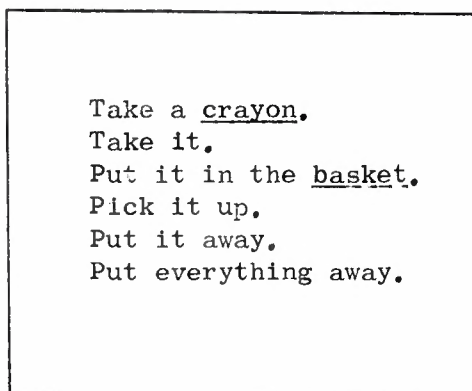 Take a crayon.
Take it.
Put it in the basket.
Pick it up.
Put it away.
Put everything away.